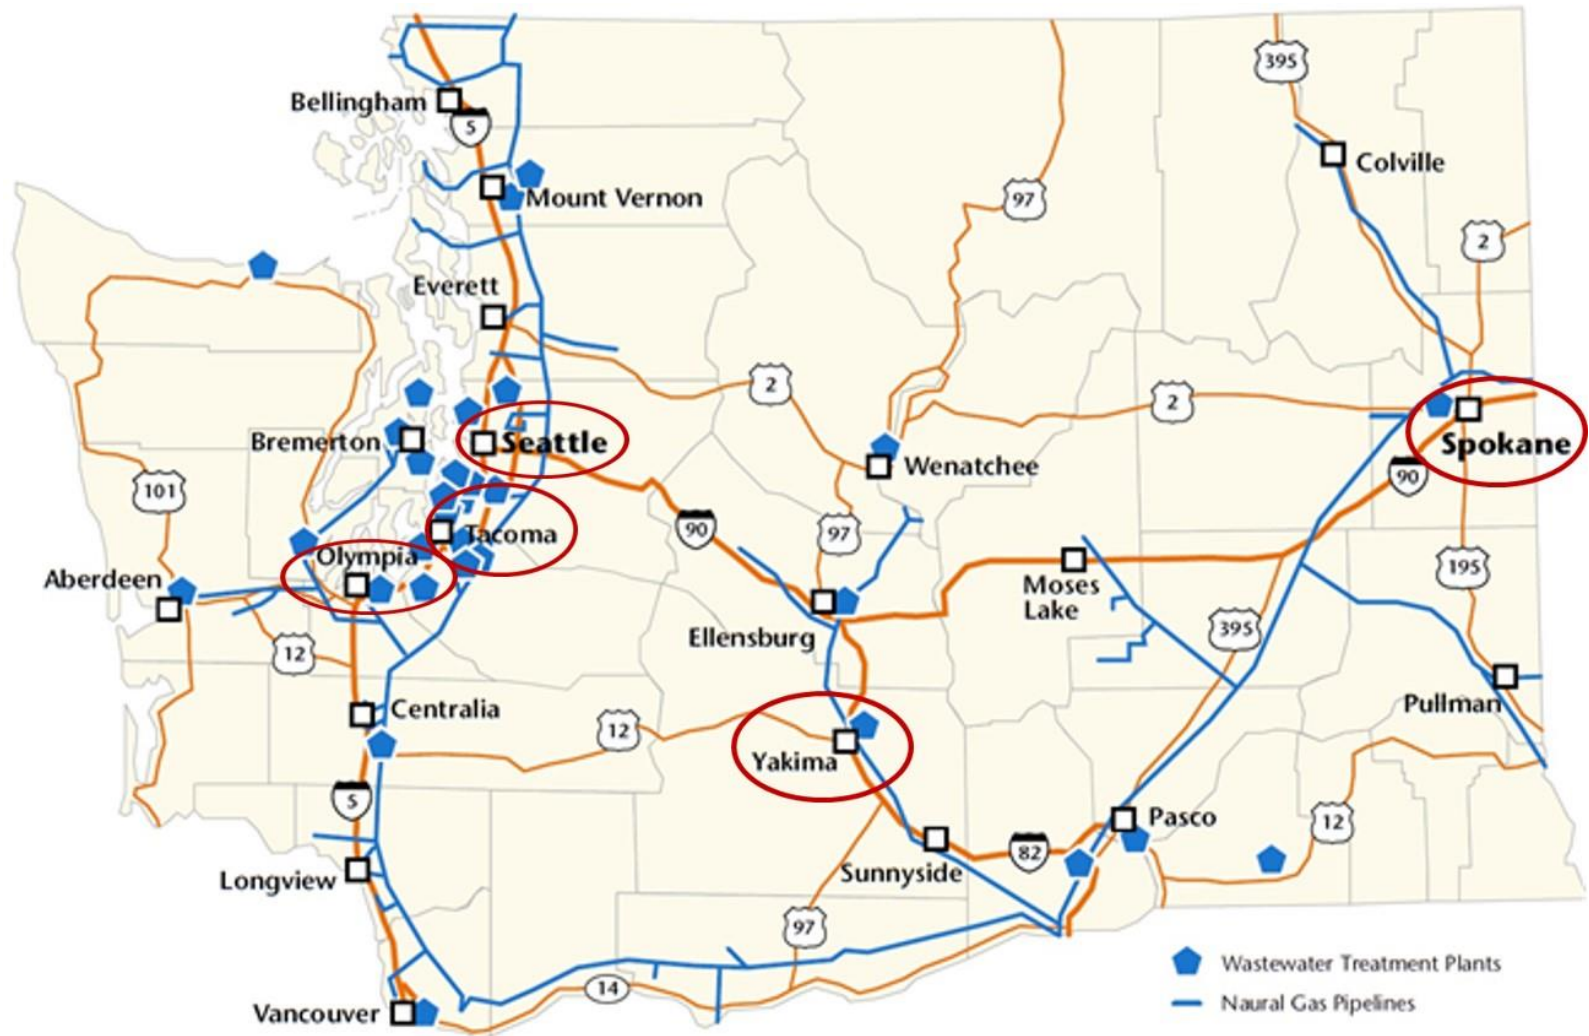 395
Bellingham
5
Colville
Mount Vernon
97
2
Everett
2
2
Bremerton
Seattle
Spokane
Wenatchee
90
101
90
97
Tacoma
Olympia
Aberdeen
Moses
Lake
195
Ellensburg
395
12
Pullman
Centralia
12
Yakima
5
Pasco
12
82
Sunnyside
Longview
97
Wastewater Treatment Plants
14
Naural Gas Pipelines
Vancouver